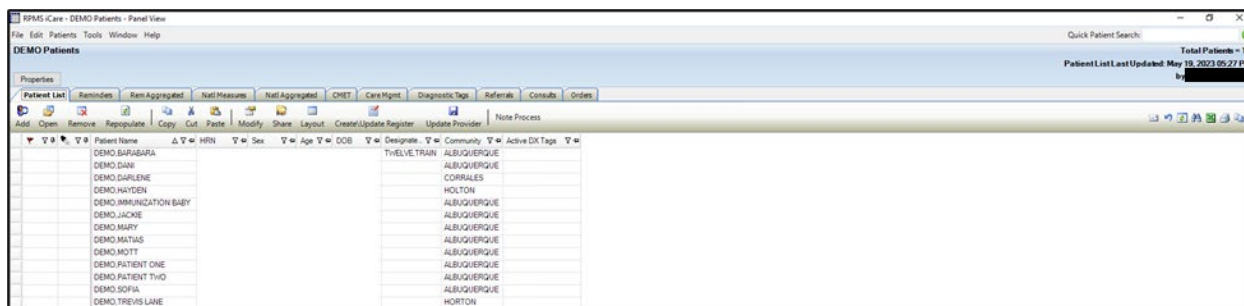 RPMS iCare - DEMO Patients - Panel View
File Edit Patients Tools Window Help Quick Patient Search:
DEMO Patients Total Patients = 1
Patient List Last Updated: May 19, 2023 05:27 P
by
Properties
Patient List Reminders Rem Aggregated Natl Measures Natl Aggregated CMET Care Mgmt Diagnostic Tags Referrals Consults Orders
Add Open Remove Repopulate Copy Cut Paste Modify Share Layout Create\Update Register Update Provider Note Process
Patient Name HRN Sex Age DOB Designate... Community Active DX Tags
DEMO,BARABARA TWELVE,TRAIN ALBUQUERQUE
DEMO,DANI ALBUQUERQUE
DEMO,DARLENE CORRALES
DEMO,HAYDEN HOLTON
DEMO,IMMUNIZATION BABY ALBUQUERQUE
DEMO,JACKIE ALBUQUERQUE
DEMO,MARY ALBUQUERQUE
DEMO,MATIAS ALBUQUERQUE
DEMO,MOTT ALBUQUERQUE
DEMO,PATIENT ONE ALBUQUERQUE
DEMO,PATIENT TWO ALBUQUERQUE
DEMO,SOFIA ALBUQUERQUE
DEMO,TREVIS LANE HORTON